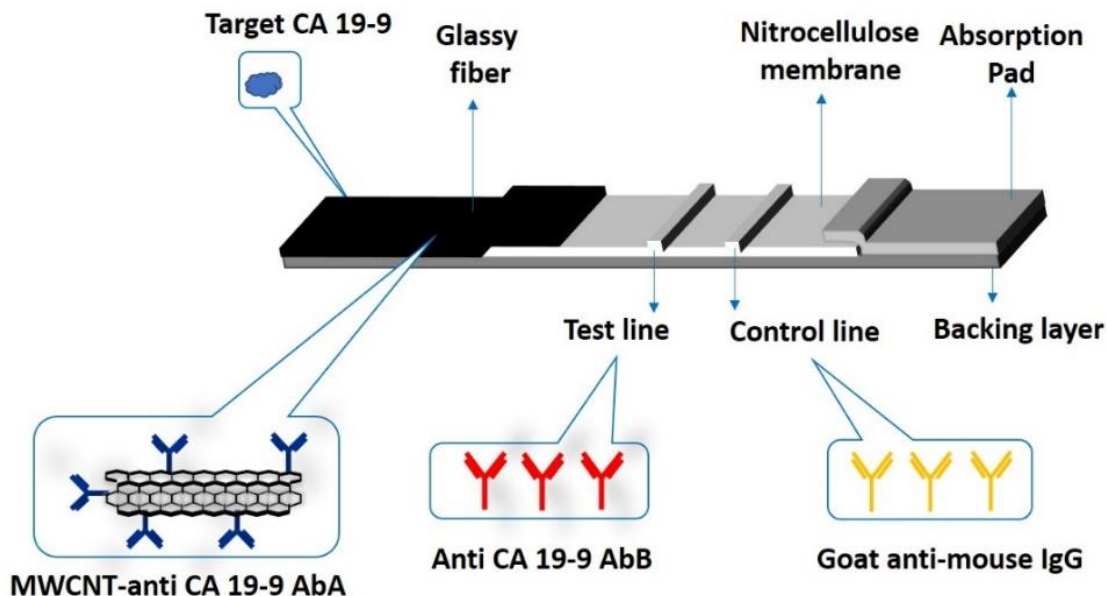 Target CA 19-9
Glassy
fiber
Nitrocellulose
membrane
Absorption
Pad
Test line
Control line
Backing layer
MWCNT-anti CA 19-9 AbA
Anti CA 19-9 AbB
Goat anti-mouse IgG